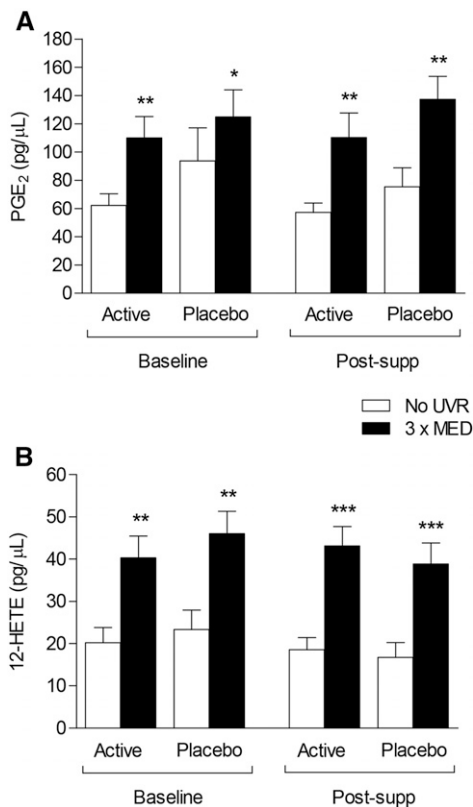 A
PGE₂ (pg/μL)
180
160
140
120
100
80
60
40
20
0
**
*
**
**
Active
Placebo
Active
Placebo
Baseline
Post-supp
No UVR
3 x MED
B
12-HETE (pg/μL)
60
50
40
30
20
10
0
**
**
***
***
Active
Placebo
Active
Placebo
Baseline
Post-supp